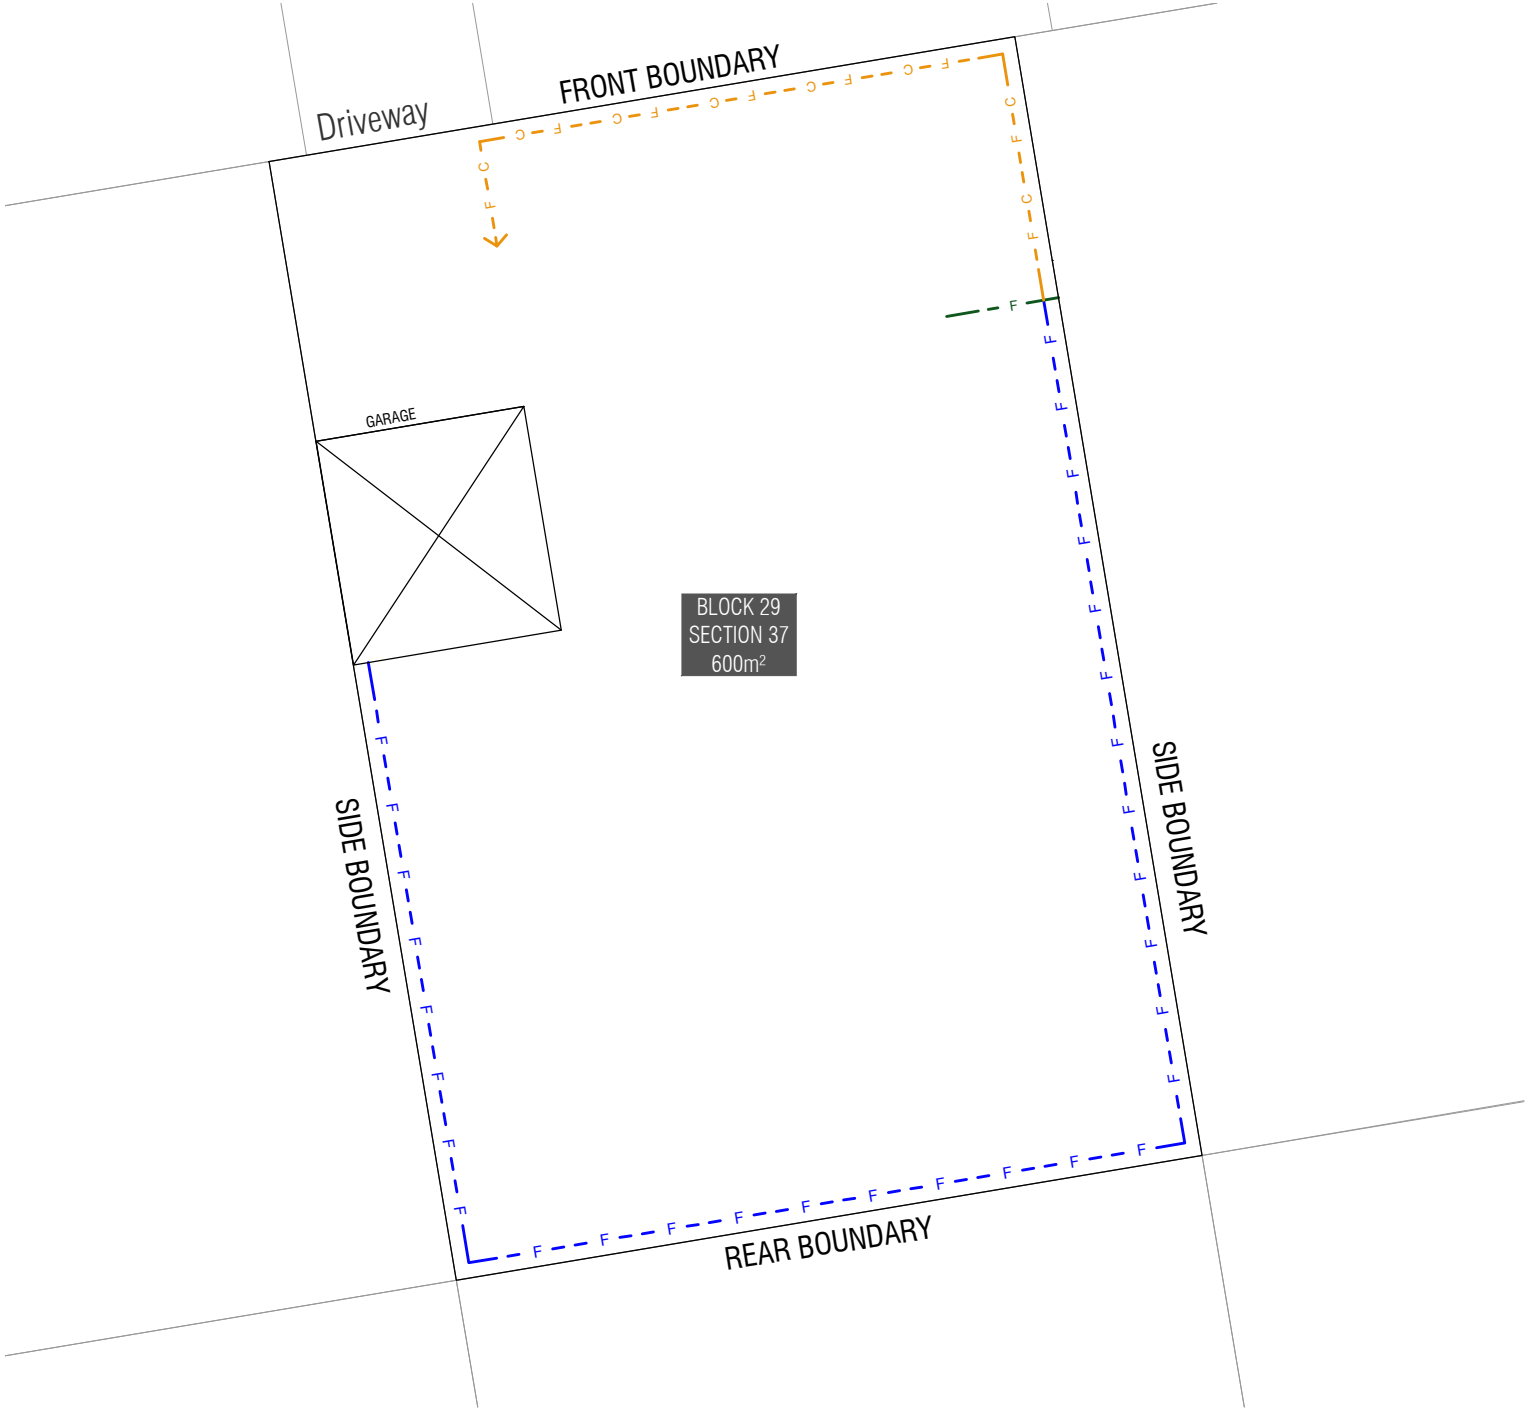 FRONT BOUNDARY
Driveway
C F C F C F C F C F
C F
C F C F
F
GARAGE
BLOCK 29
SECTION 37
600m²
SIDE BOUNDARY
SIDE BOUNDARY
F F F F F F F F
F F F F F F F F F F F F
F F F F F F F F F F
REAR BOUNDARY